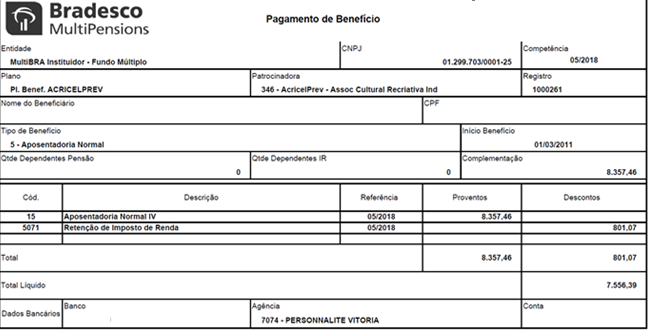 Bradesco
MultiPensions
Pagamento de Benefício
Entidade CNPJ Competência
MultiBRA Instituidor - Fundo Múltiplo 01.299.703/0001-25 05/2018
Plano Patrocinadora Registro
Pl. Benef. ACRICELPREV 346 - AcricelPrev - Assoc Cultural Recriativa Ind 1000261
Nome do Beneficiário CPF
Tipo de Benefício Início Benefício
5 - Aposentadoria Normal 01/03/2011
Qtde Dependentes Pensão Qtde Dependentes IR Complementação
0 0 8.357,46
Cód. Descrição Referência Proventos Descontos
15 Aposentadoria Normal IV 05/2018 8.357,46
5071 Retenção de Imposto de Renda 05/2018 801,07
Total 8.357,46 801,07
Total Líquido 7.556,39
Dados Bancários Banco Agência Conta
7074 - PERSONNALITE VITORIA